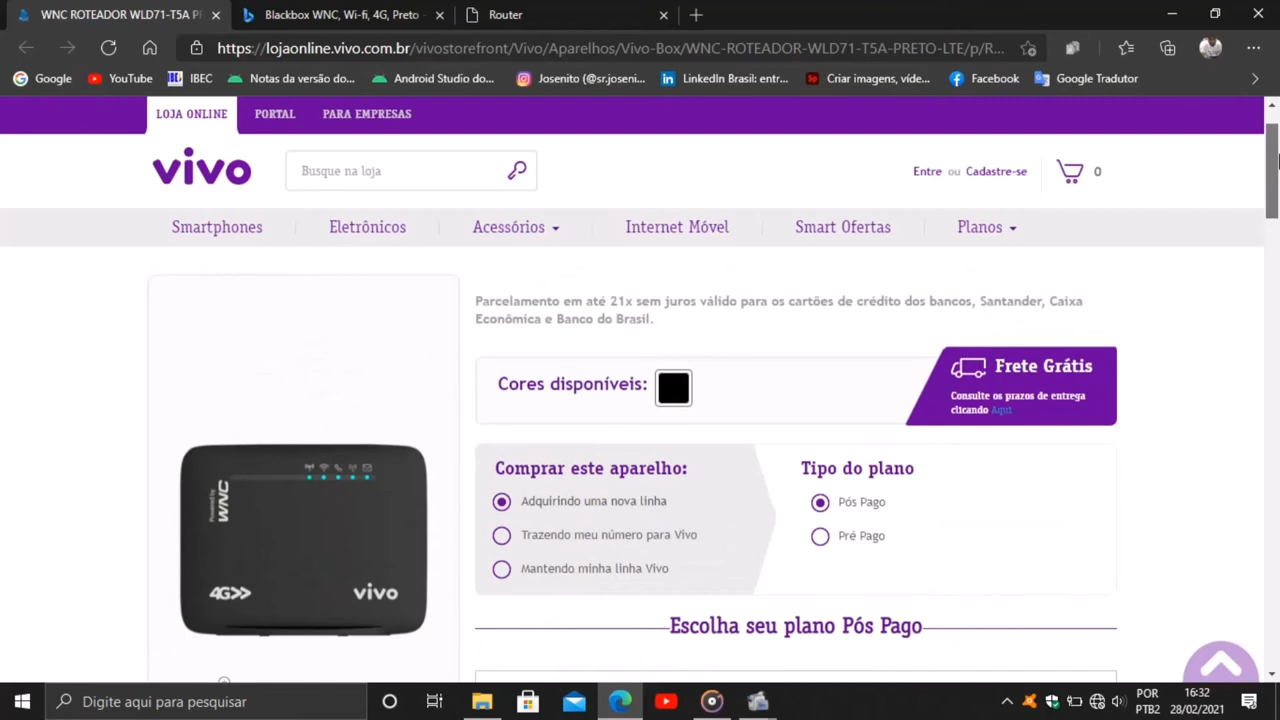 WNC ROTEADOR WLD71-T5A P
Blackbox WNC, Wi-fi, 4G, Preto -
Router
https://lojaonline.vivo.com.br/vivostorefront/Vivo/Aparelhos/Vivo-Box/WNC-ROTEADOR-WLD71-T5A-PRETO-LTE/p/R...
Google
YouTube
IBEC
Notas da versão do...
Android Studio do...
Josenito (@sr.joseni...
LinkedIn Brasil: entr...
Criar imagens, víde...
Facebook
Google Tradutor
LOJA ONLINE
PORTAL
PARA EMPRESAS
vivo
Busque na loja
Entre ou Cadastre-se
0
Smartphones
Eletrônicos
Acessórios
Internet Móvel
Smart Ofertas
Planos
Parcelamento em até 21x sem juros válido para os cartões de crédito dos bancos, Santander, Caixa
Econômica e Banco do Brasil.
Cores disponíveis:
Frete Grátis
Consulte os prazos de entrega
clicando Aqui
Powered by
WNC
4G>>
vivo
Comprar este aparelho:
Adquirindo uma nova linha
Trazendo meu número para Vivo
Mantendo minha linha Vivo
Tipo do plano
Pós Pago
Pré Pago
Escolha seu plano Pós Pago
Digite aqui para pesquisar
POR
PTB2
16:32
28/02/2021